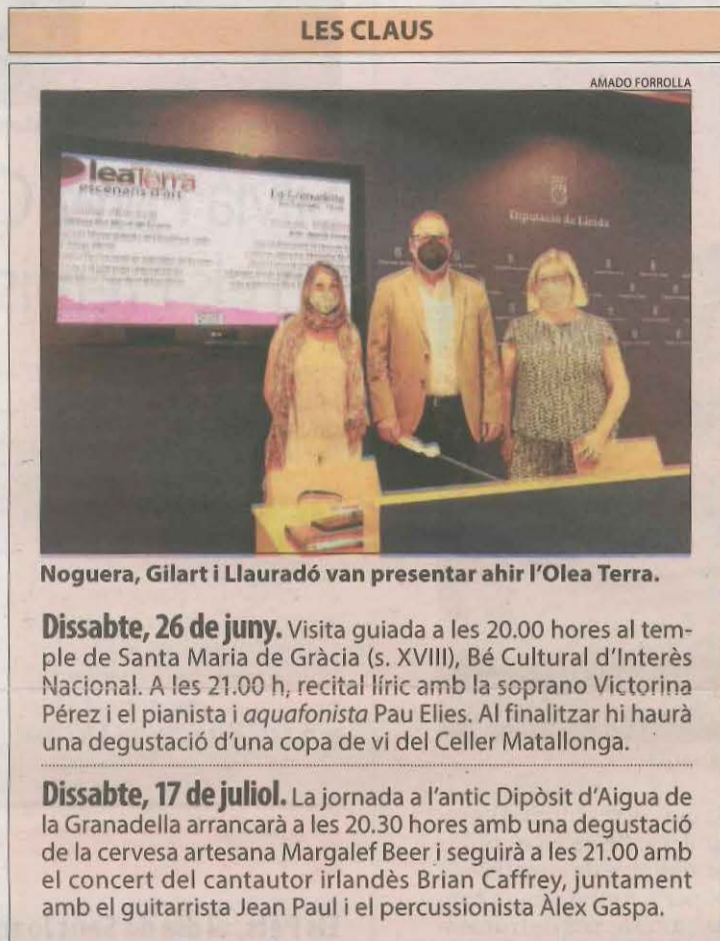 LES CLAUS
AMADO FORROLLA
leaTerra
escenaris d'art
La Granadella
Diputació de Lleida
Noguera, Gilart i Llauradó van presentar ahir l'Olea Terra.
Dissabte, 26 de juny. Visita guiada a les 20.00 hores al tem-
ple de Santa Maria de Gràcia (s. XVIII), Bé Cultural d'Interès
Nacional. A les 21.00 h, recital líric amb la soprano Victorina
Pérez i el pianista i aquafonista Pau Elies. Al finalitzar hi haurà
una degustació d'una copa de vi del Celler Matallonga.
Dissabte, 17 de juliol. La jornada a l'antic Dipòsit d'Aigua de
la Granadella arrancarà a les 20.30 hores amb una degustació
de la cervesa artesana Margalef Beer i seguirà a les 21.00 amb
el concert del cantautor irlandès Brian Caffrey, juntament
amb el guitarrista Jean Paul i el percussionista Àlex Gaspa.